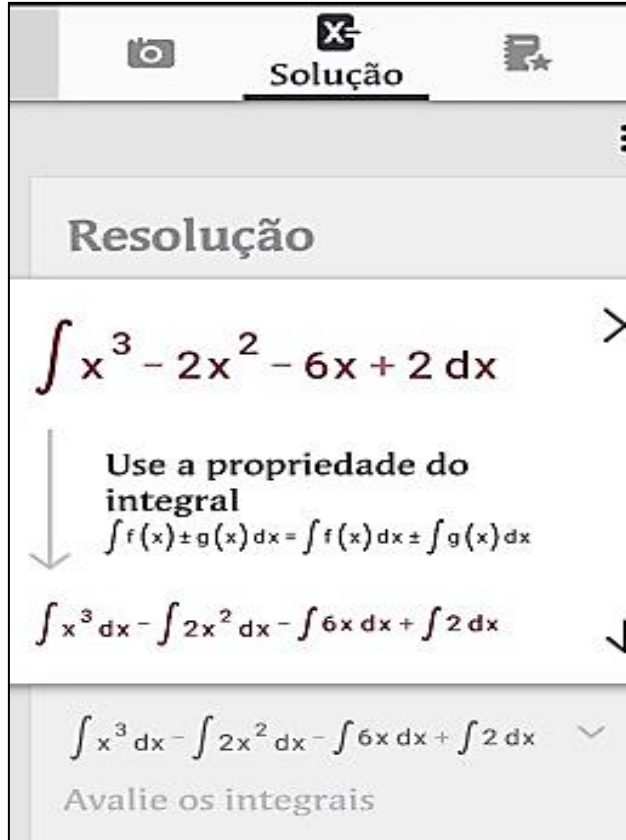 Solução
Resolução
∫ x³ - 2x² - 6x + 2 dx
Use a propriedade do
integral
∫f(x)±g(x)dx=∫f(x)dx±∫g(x)dx
∫x³ dx - ∫2x² dx - ∫6x dx + ∫2 dx
∫x³ dx - ∫2x² dx - ∫6x dx + ∫2 dx
Avalie os integrais